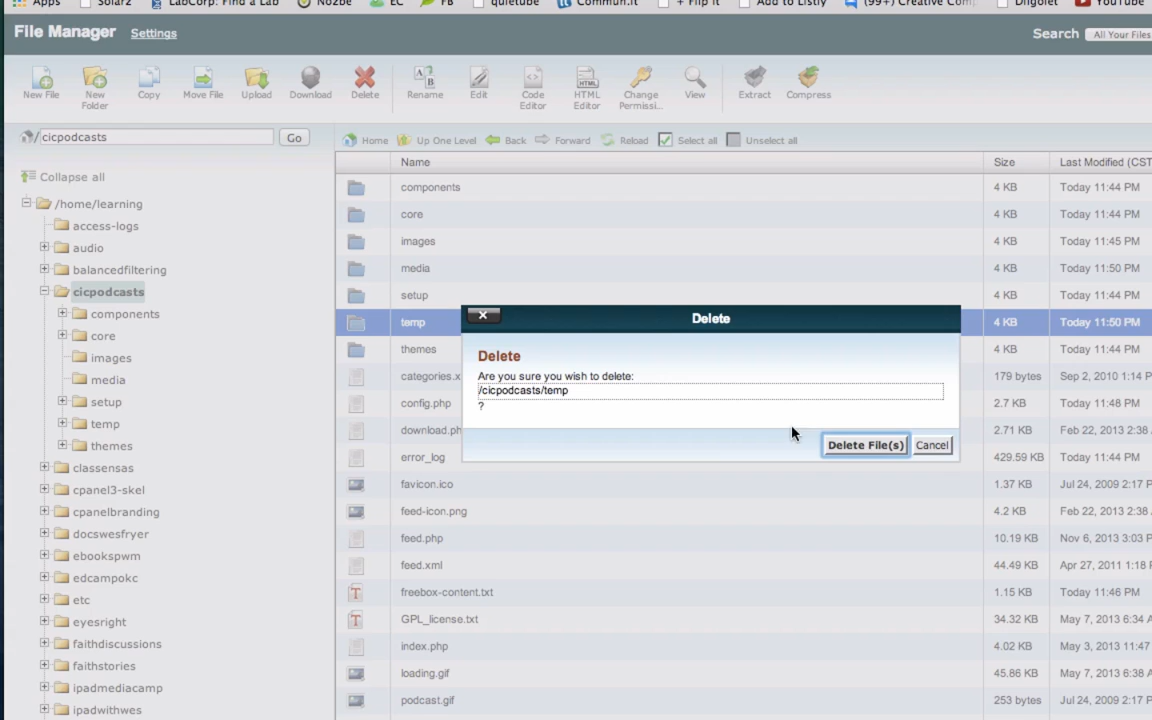 Apps Solarz LabCorp: Find a Lab Nozbe EC FB quietube Commun.it + Flip it Add to Listly (99+) Creative Com Diigolet YouTube
File Manager Settings Search All Your Files
New File New Folder Copy Move File Upload Download Delete Rename Edit Code Editor HTML Editor Change Permissi... View Extract Compress
/ cicpodcasts Go Home Up One Level Back Forward Reload Select all Unselect all
Name Size Last Modified (CST
Collapse all
/home/learning
access-logs
audio
balancedfiltering
cicpodcasts
components
core
images
media
setup
temp
themes
classensas
cpanel3-skel
cpanelbranding
docswesfryer
ebookspwm
edcampokc
etc
eyesright
faithdiscussions
faithstories
ipadmediacamp
ipadwithwes
components 4 KB Today 11:44 PM
core 4 KB Today 11:44 PM
images 4 KB Today 11:45 PM
media 4 KB Today 11:50 PM
setup 4 KB Today 11:44 PM
temp 4 KB Today 11:50 PM
themes 4 KB Today 11:44 PM
categories.x 179 bytes Sep 2, 2010 1:14 P
config.php 2.7 KB Today 11:48 PM
download.ph 2.71 KB Feb 22, 2013 2:38
error_log 429.59 KB Today 11:44 PM
favicon.ico 1.37 KB Jul 24, 2009 2:17 P
feed-icon.png 4.2 KB Feb 22, 2013 2:38
feed.php 10.19 KB Nov 6, 2013 3:03 P
feed.xml 44.49 KB Apr 27, 2011 1:18
freebox-content.txt 1.15 KB Today 11:46 PM
GPL_license.txt 34.32 KB May 7, 2013 6:34 A
index.php 4.02 KB May 3, 2013 11:47
loading.gif 45.86 KB May 7, 2013 6:38 A
podcast.gif 253 bytes Jul 24, 2009 2:17 P
Delete
Delete
Are you sure you wish to delete:
/cicpodcasts/temp
?
Delete File(s) Cancel